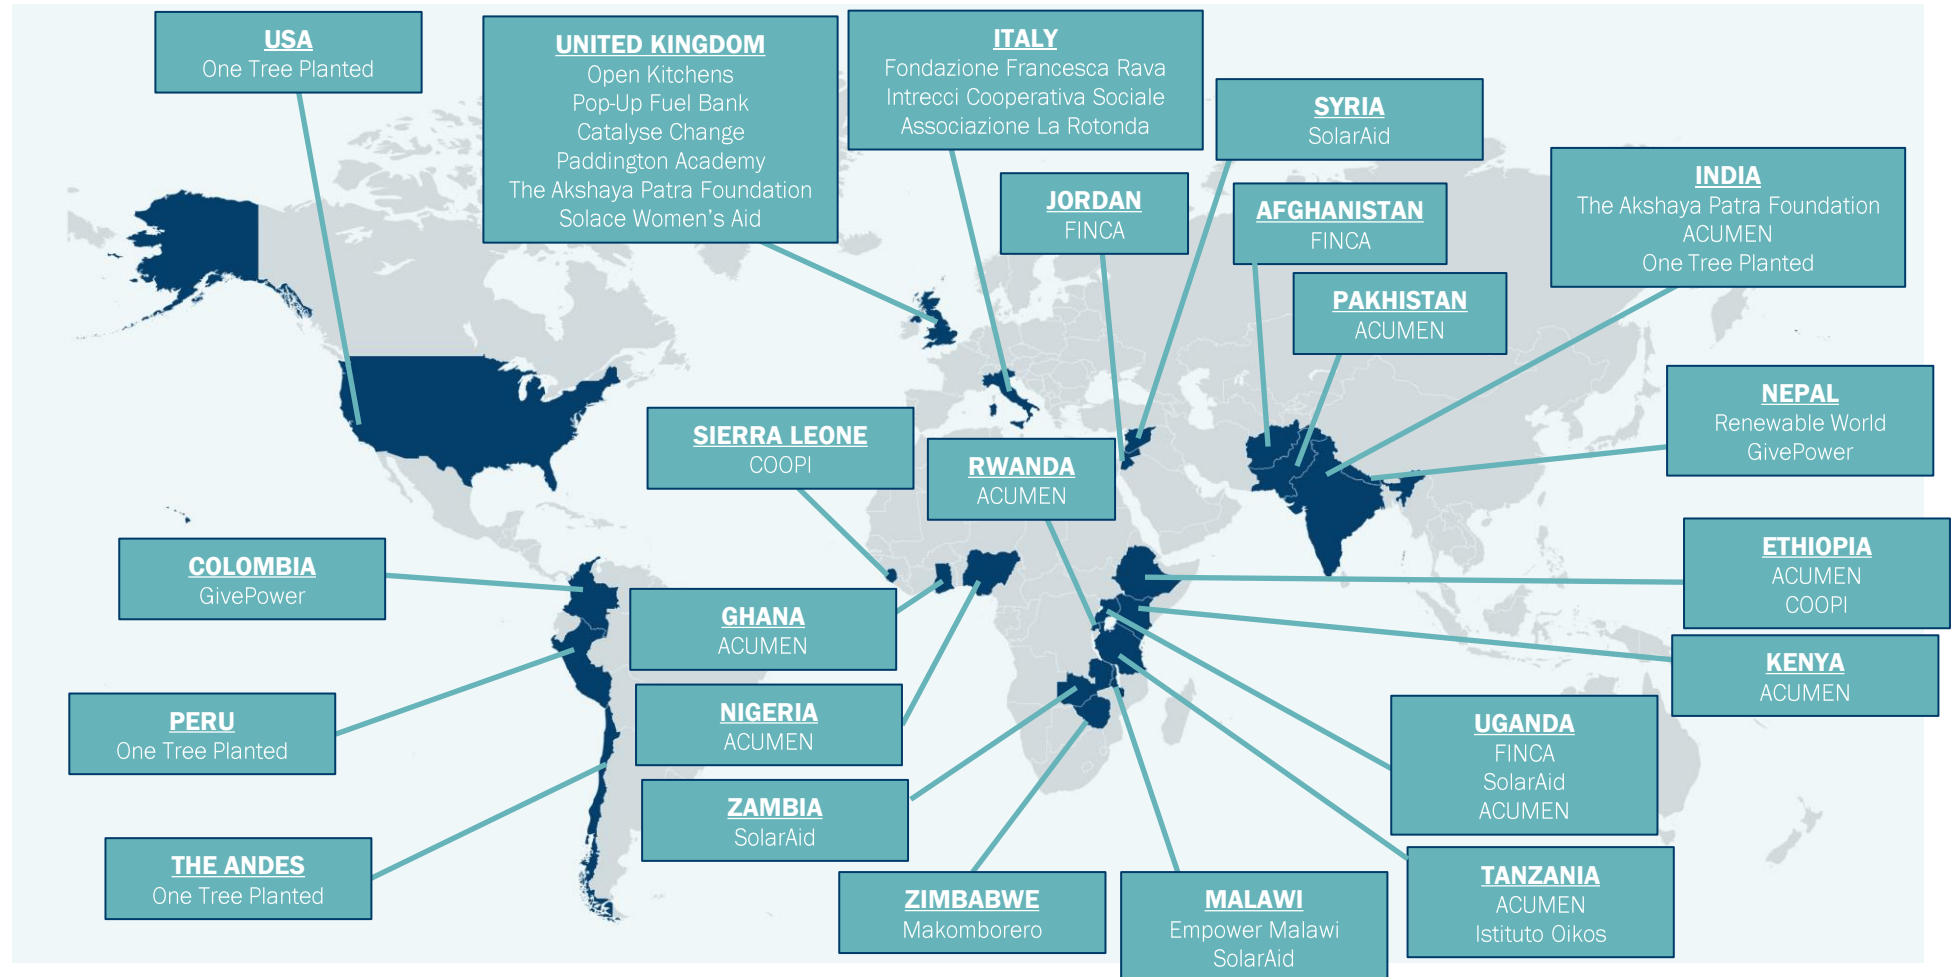 USA
One Tree Planted
UNITED KINGDOM
Open Kitchens
Pop-Up Fuel Bank
Catalyse Change
Paddington Academy
The Akshaya Patra Foundation
Solace Women's Aid
ITALY
Fondazione Francesca Rava
Intrecci Cooperativa Sociale
Associazione La Rotonda
SYRIA
SolarAid
JORDAN
FINCA
AFGHANISTAN
FINCA
INDIA
The Akshaya Patra Foundation
ACUMEN
One Tree Planted
PAKHISTAN
ACUMEN
NEPAL
Renewable World
GivePower
SIERRA LEONE
COOPI
RWANDA
ACUMEN
ETHIOPIA
ACUMEN
COOPI
COLOMBIA
GivePower
GHANA
ACUMEN
KENYA
ACUMEN
PERU
One Tree Planted
NIGERIA
ACUMEN
UGANDA
FINCA
SolarAid
ACUMEN
ZAMBIA
SolarAid
THE ANDES
One Tree Planted
ZIMBABWE
Makomborero
MALAWI
Empower Malawi
SolarAid
TANZANIA
ACUMEN
Istituto Oikos